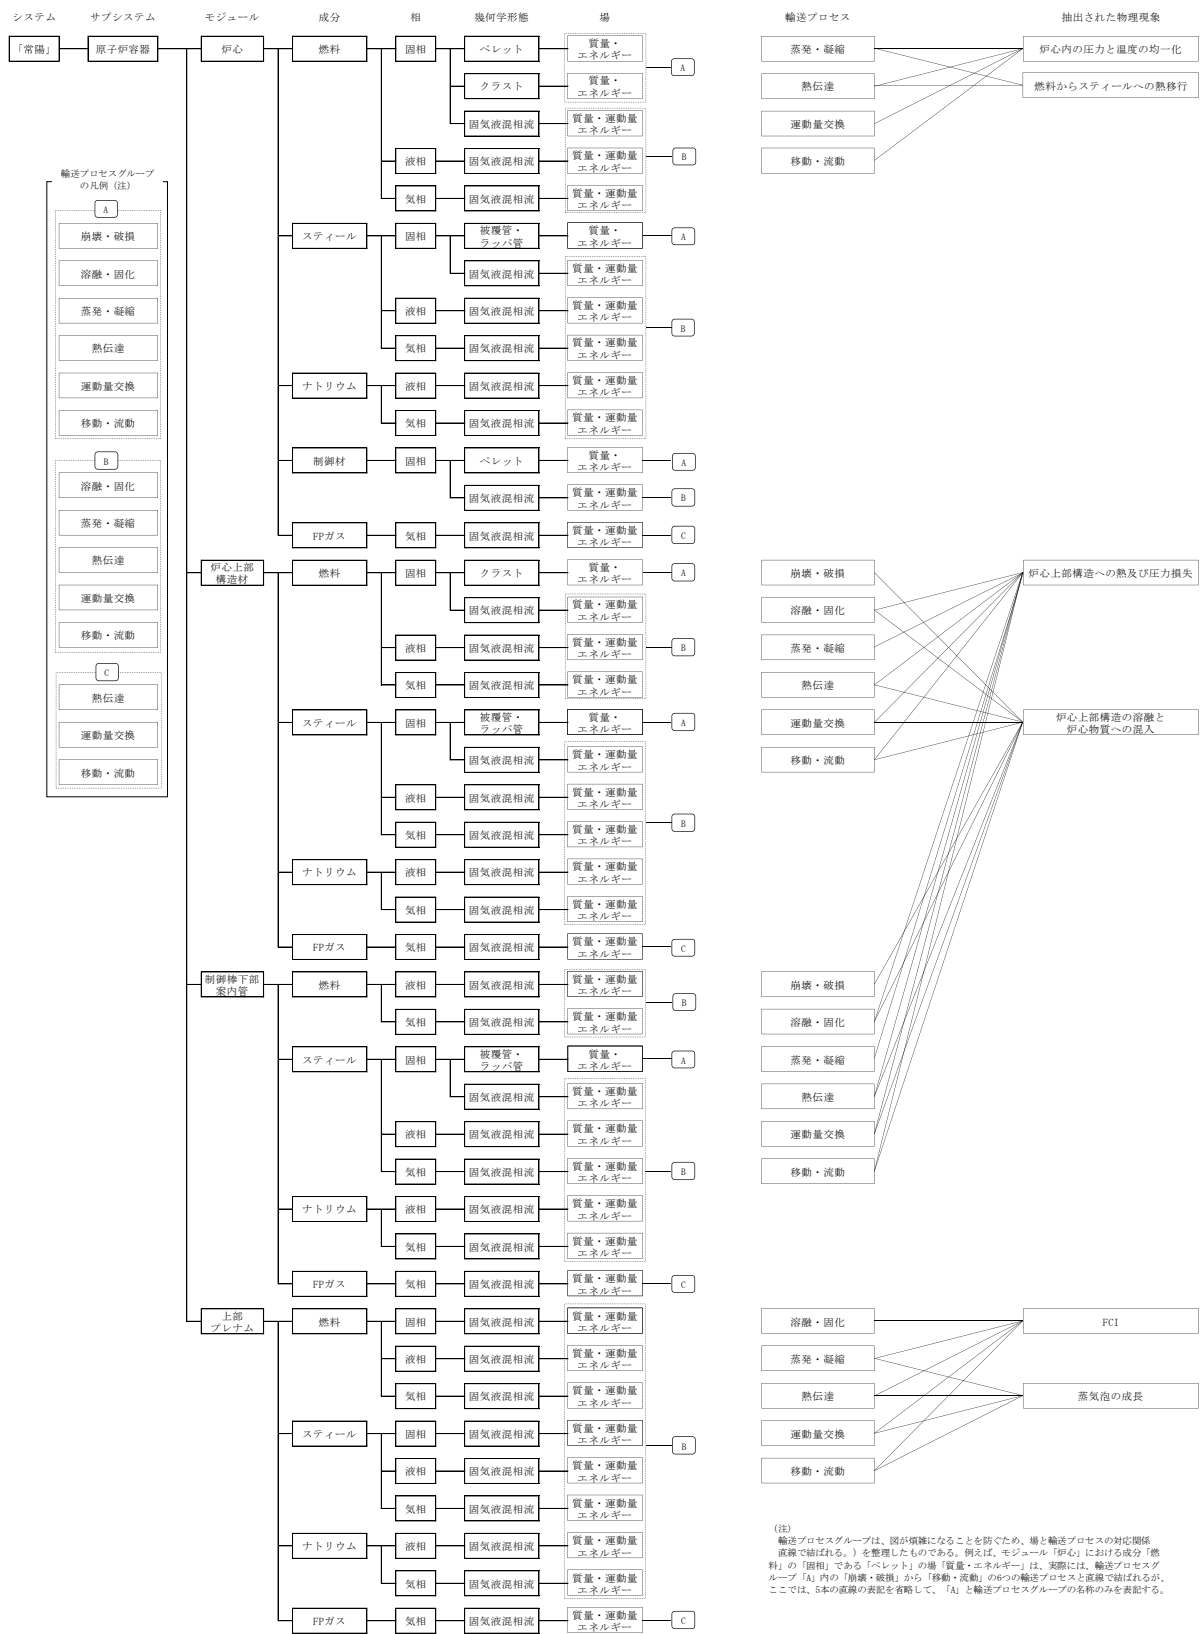 システム サブシステム モジュール 成分 相 幾何学形態 場 輸送プロセス 抽出された物理現象
「常陽」 原子炉容器 炉心 燃料 固相 ペレット 質量・
エネルギー A
クラスト 質量・
エネルギー
固気液混相流 質量・運動量
エネルギー
液相 固気液混相流 質量・運動量
エネルギー B
気相 固気液混相流 質量・運動量
エネルギー
スティール 固相 被覆管・
ラッパ管 質量・
エネルギー A
固気液混相流 質量・運動量
エネルギー
液相 固気液混相流 質量・運動量
エネルギー B
気相 固気液混相流 質量・運動量
エネルギー
ナトリウム 液相 固気液混相流 質量・運動量
エネルギー
気相 固気液混相流 質量・運動量
エネルギー
制御材 固相 ペレット 質量・
エネルギー A
固気液混相流 質量・運動量
エネルギー B
FPガス 気相 固気液混相流 質量・運動量
エネルギー C
蒸発・凝縮
熱伝達
運動量交換
移動・流動
炉心内の圧力と温度の均一化
燃料からスティールへの熱移行
輸送プロセスグループ
の凡例（注）
A
崩壊・破損
溶融・固化
蒸発・凝縮
熱伝達
運動量交換
移動・流動
B
溶融・固化
蒸発・凝縮
熱伝達
運動量交換
移動・流動
C
熱伝達
運動量交換
移動・流動
炉心上部
構造材 燃料 固相 クラスト 質量・
エネルギー A
固気液混相流 質量・運動量
エネルギー
液相 固気液混相流 質量・運動量
エネルギー B
気相 固気液混相流 質量・運動量
エネルギー
スティール 固相 被覆管・
ラッパ管 質量・
エネルギー A
固気液混相流 質量・運動量
エネルギー
液相 固気液混相流 質量・運動量
エネルギー B
気相 固気液混相流 質量・運動量
エネルギー
ナトリウム 液相 固気液混相流 質量・運動量
エネルギー
気相 固気液混相流 質量・運動量
エネルギー
FPガス 気相 固気液混相流 質量・運動量
エネルギー C
崩壊・破損
溶融・固化
蒸発・凝縮
熱伝達
運動量交換
移動・流動
炉心上部構造への熱及び圧力損失
炉心上部構造の溶融と
炉心物質への混入
制御棒下部
案内管 燃料 液相 固気液混相流 質量・運動量
エネルギー B
気相 固気液混相流 質量・運動量
エネルギー
スティール 固相 被覆管・
ラッパ管 質量・
エネルギー A
固気液混相流 質量・運動量
エネルギー
液相 固気液混相流 質量・運動量
エネルギー
気相 固気液混相流 質量・運動量
エネルギー B
ナトリウム 液相 固気液混相流 質量・運動量
エネルギー
気相 固気液混相流 質量・運動量
エネルギー
FPガス 気相 固気液混相流 質量・運動量
エネルギー C
崩壊・破損
溶融・固化
蒸発・凝縮
熱伝達
運動量交換
移動・流動
上部
プレナム 燃料 固相 固気液混相流 質量・運動量
エネルギー
液相 固気液混相流 質量・運動量
エネルギー
気相 固気液混相流 質量・運動量
エネルギー
スティール 固相 固気液混相流 質量・運動量
エネルギー B
液相 固気液混相流 質量・運動量
エネルギー
気相 固気液混相流 質量・運動量
エネルギー
ナトリウム 液相 固気液混相流 質量・運動量
エネルギー
気相 固気液混相流 質量・運動量
エネルギー
FPガス 気相 固気液混相流 質量・運動量
エネルギー C
溶融・固化
蒸発・凝縮
熱伝達
運動量交換
移動・流動
FCI
蒸気泡の成長
（注）
輸送プロセスグループは、図が煩雑になることを防ぐため、場と輸送プロセスの対応関係
直線で結ばれる。）を整理したものである。例えば、モジュール「炉心」における成分「燃
料」の「固相」である「ペレット」の場「質量・エネルギー」は、実際には、輸送プロセスグ
ループ「A」内の「崩壊・破損」から「移動・流動」の6つの輸送プロセスと直線で結ばれるが、
ここでは、5本の直線の表記を省略して、「A」と輸送プロセスグループの名称のみを表記する。